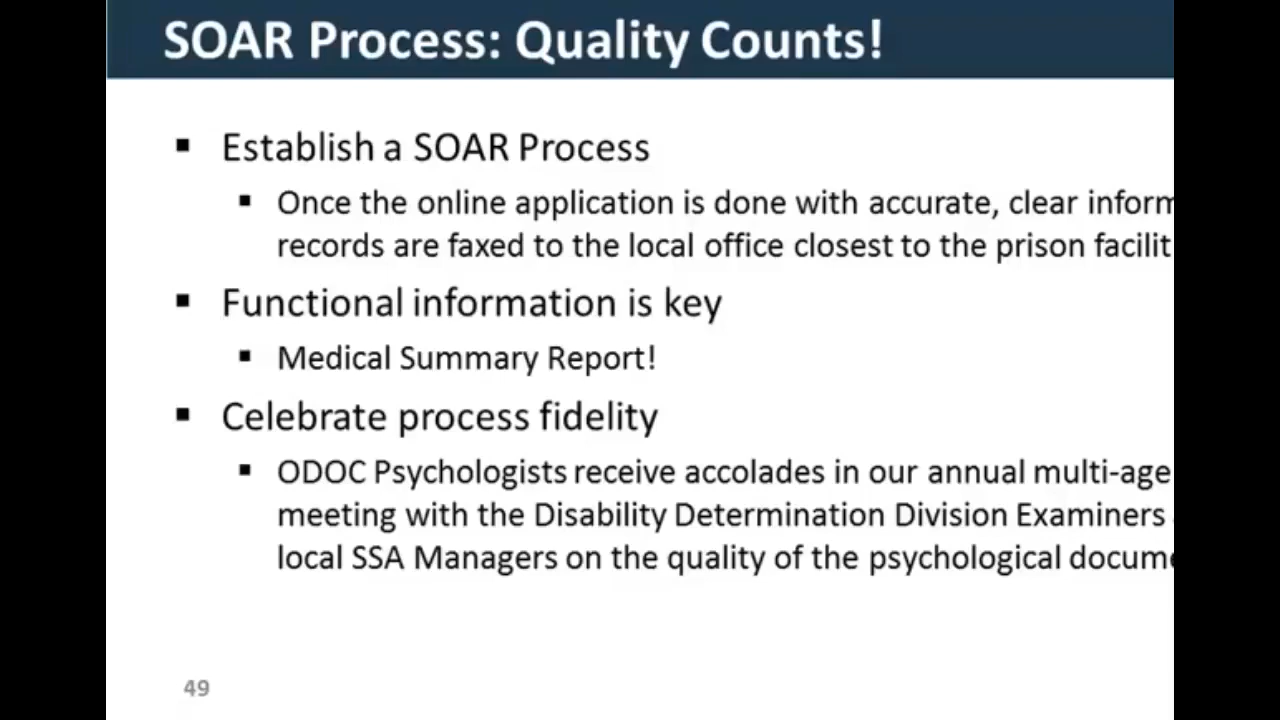 SOAR Process: Quality Counts!
▪ Establish a SOAR Process
▪ Once the online application is done with accurate, clear inform
records are faxed to the local office closest to the prison facilit
▪ Functional information is key
▪ Medical Summary Report!
▪ Celebrate process fidelity
▪ ODOC Psychologists receive accolades in our annual multi-age
meeting with the Disability Determination Division Examiners
local SSA Managers on the quality of the psychological docume
49